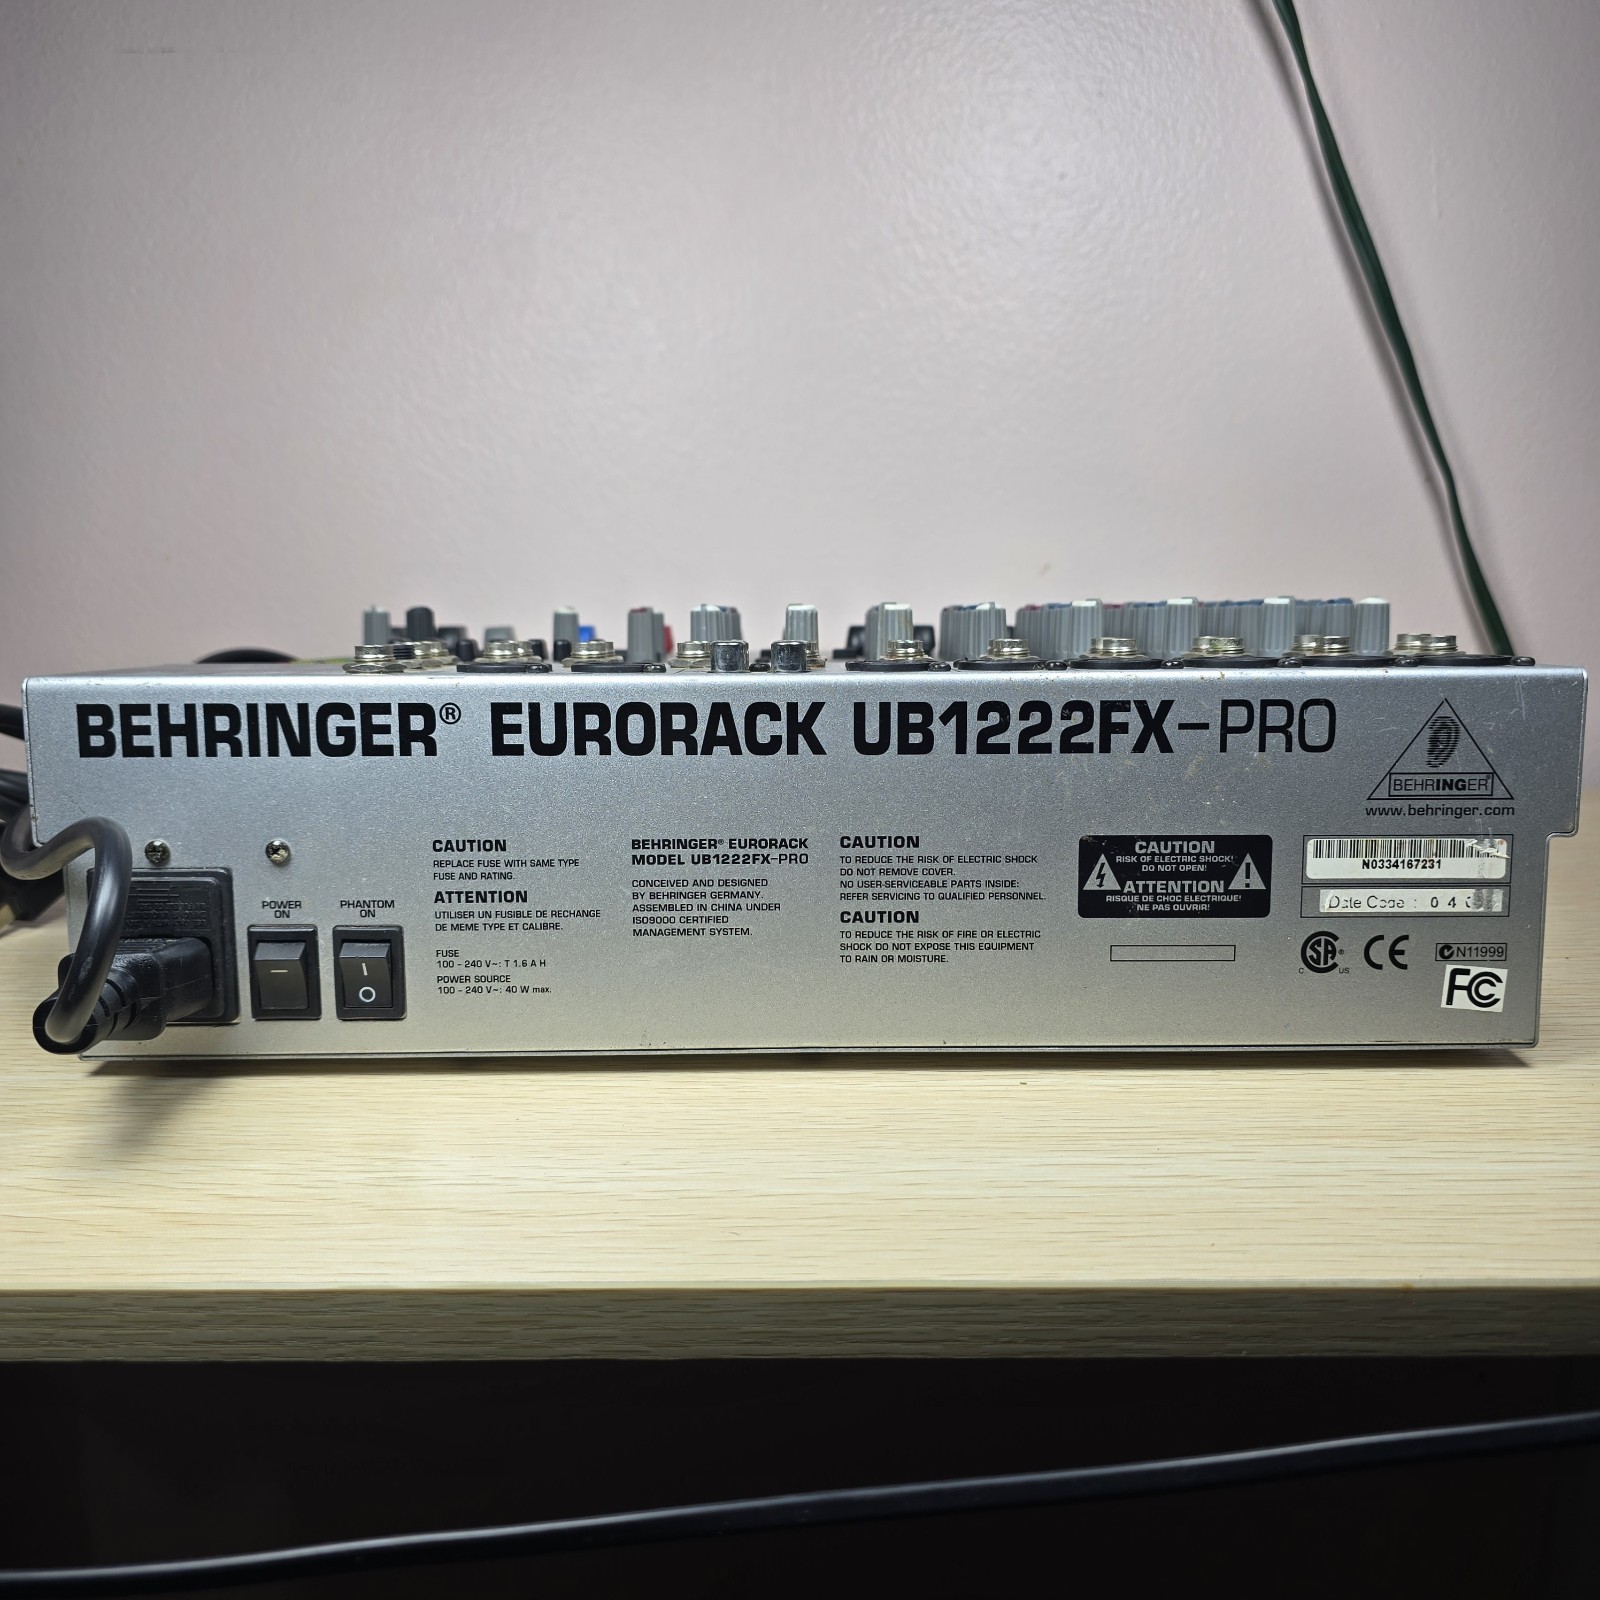 BEHRINGER® EURORACK UB1222FX-PRO
BEHRINGER
www.behringer.com
POWER
ON
PHANTOM
ON
I
O
CAUTION
REPLACE FUSE WITH SAME TYPE
FUSE AND RATING.
ATTENTION
UTILISER UN FUSIBLE DE RECHANGE
DE MEME TYPE ET CALIBRE.
FUSE
100 - 240 V~: T 1.6 A H
POWER SOURCE
100 - 240 V~: 40 W max.
BEHRINGER® EURORACK
MODEL UB1222FX-PRO
CONCEIVED AND DESIGNED
BY BEHRINGER GERMANY.
ASSEMBLED IN CHINA UNDER
ISO9000 CERTIFIED
MANAGEMENT SYSTEM.
CAUTION
TO REDUCE THE RISK OF ELECTRIC SHOCK
DO NOT REMOVE COVER.
NO USER-SERVICEABLE PARTS INSIDE:
REFER SERVICING TO QUALIFIED PERSONNEL.
CAUTION
TO REDUCE THE RISK OF FIRE OR ELECTRIC
SHOCK DO NOT EXPOSE THIS EQUIPMENT
TO RAIN OR MOISTURE.
CAUTION
RISK OF ELECTRIC SHOCK!
DO NOT OPEN!
ATTENTION
RISQUE DE CHOC ELECTRIQUE!
NE PAS OUVRIR!
N0334167231
Date Code : 0 4
C SA® US
CE
N11999
FC